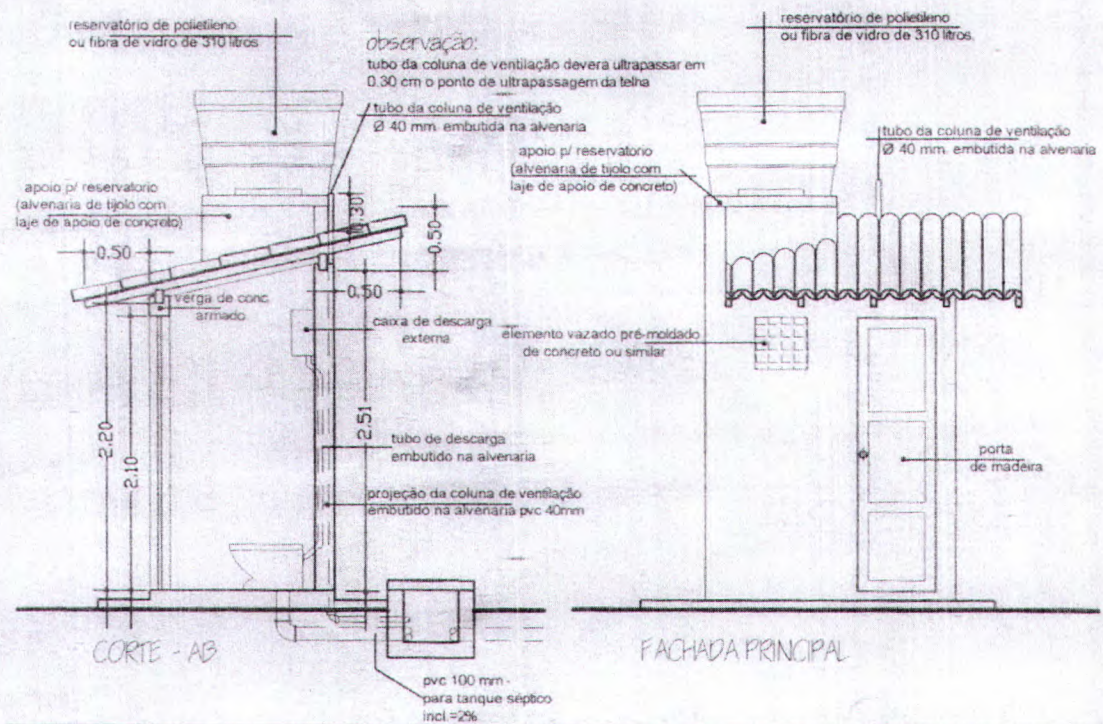 reservatório de polietileno
ou fibra de vidro de 310 litros
observação:
tubo da coluna de ventilação devera ultrapassar em
0.30 cm o ponto de ultrapassagem da telha
tubo da coluna de ventilação
Ø 40 mm. embutida na alvenaria
apoio p/ reservatorio
(alvenaria de tijolo com
laje de apoio de concreto)
0.50
0.30
0.50
0.50
verga de conc.
armado
caixa de descarga
externa
2.20
2.10
2.51
tubo de descarga
embutido na alvenaria
projeção da coluna de ventilação
embutido na alvenaria pvc 40mm
CORTE - AB
pvc 100 mm -
para tanque séptico
incl.=2%
reservatório de polietileno
ou fibra de vidro de 310 litros.
tubo da coluna de ventilação
Ø 40 mm. embutida na alvenaria
apoio p/ reservatorio
(alvenaria de tijolo com
laje de apoio de concreto)
elemento vazado pré-moldado
de concreto ou similar
porta
de madeira
FACHADA PRINCIPAL